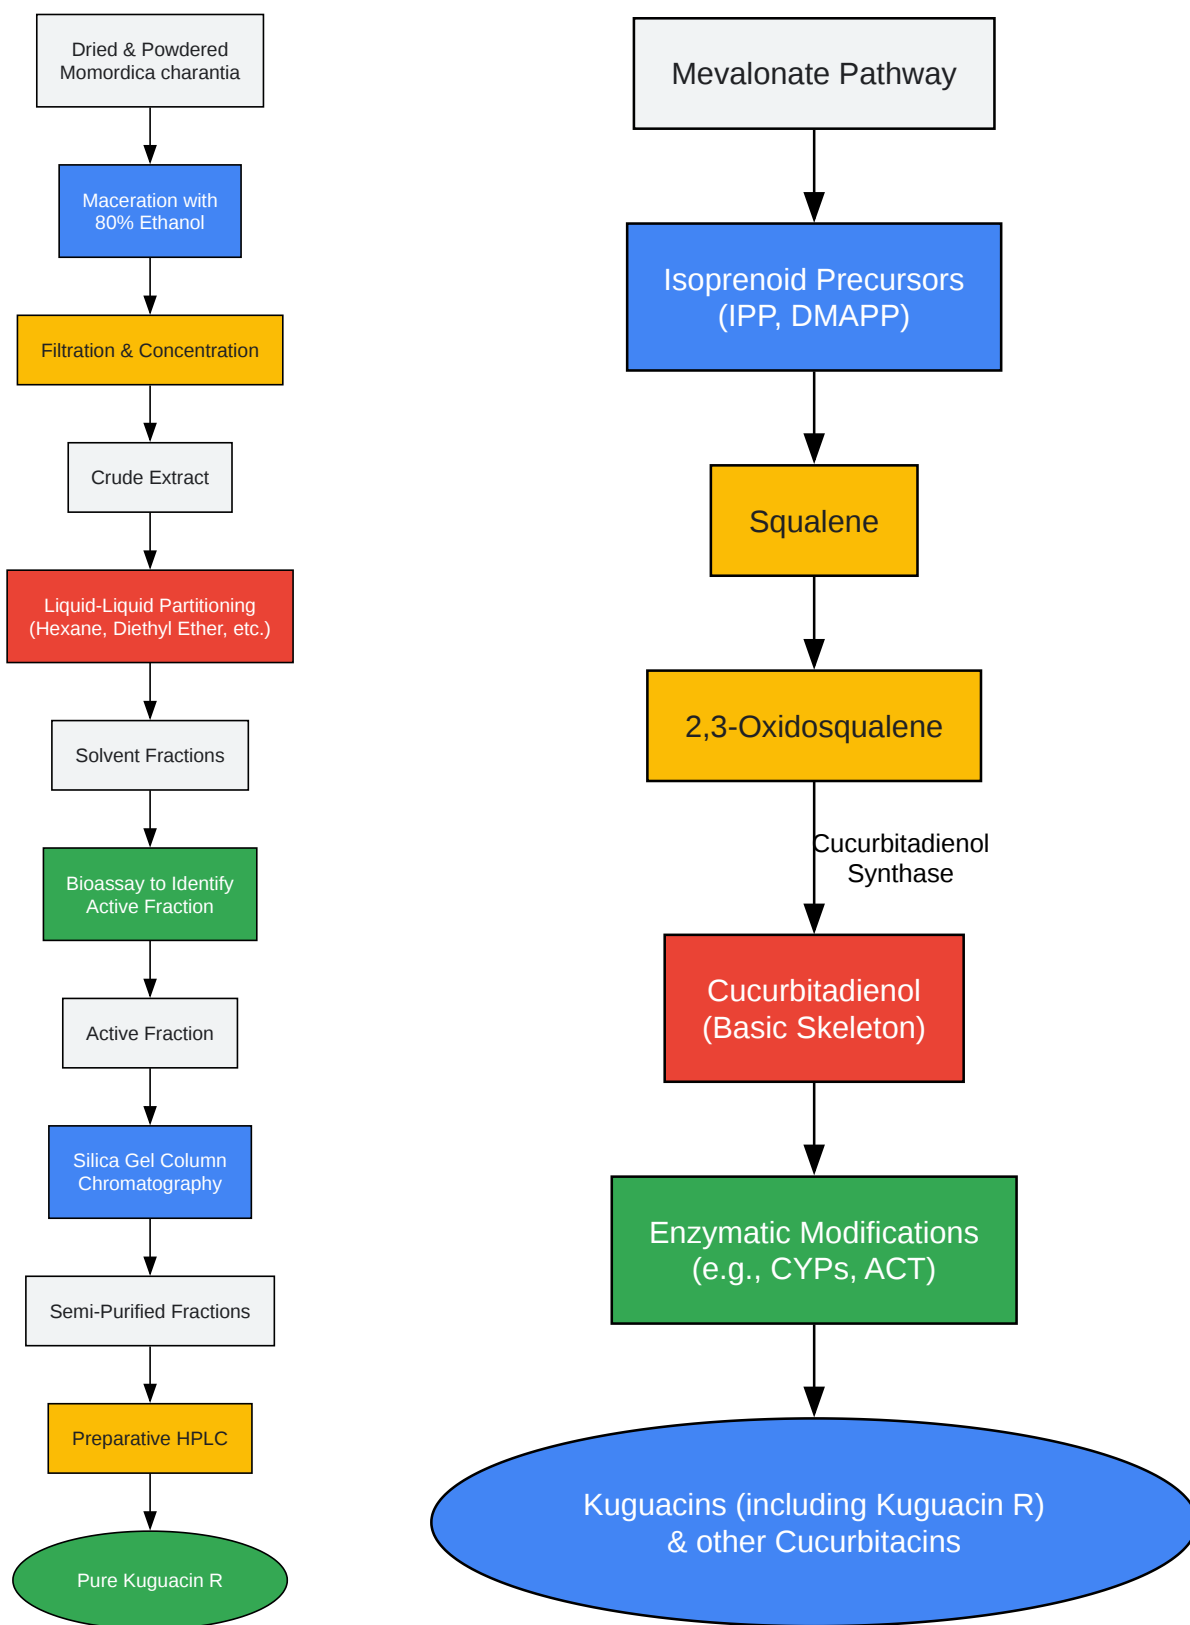 Dried & Powdered
Momordica charantia
Maceration with
80% Ethanol
Filtration & Concentration
Crude Extract
Liquid-Liquid Partitioning
(Hexane, Diethyl Ether, etc.)
Solvent Fractions
Bioassay to Identify
Active Fraction
Active Fraction
Silica Gel Column
Chromatography
Semi-Purified Fractions
Preparative HPLC
Pure Kuguacin R
Mevalonate Pathway
Isoprenoid Precursors
(IPP, DMAPP)
Squalene
2,3-Oxidosqualene
Cucurbitadienol
Synthase
Cucurbitadienol
(Basic Skeleton)
Enzymatic Modifications
(e.g., CYPs, ACT)
Kuguacins (including Kuguacin R)
& other Cucurbitacins